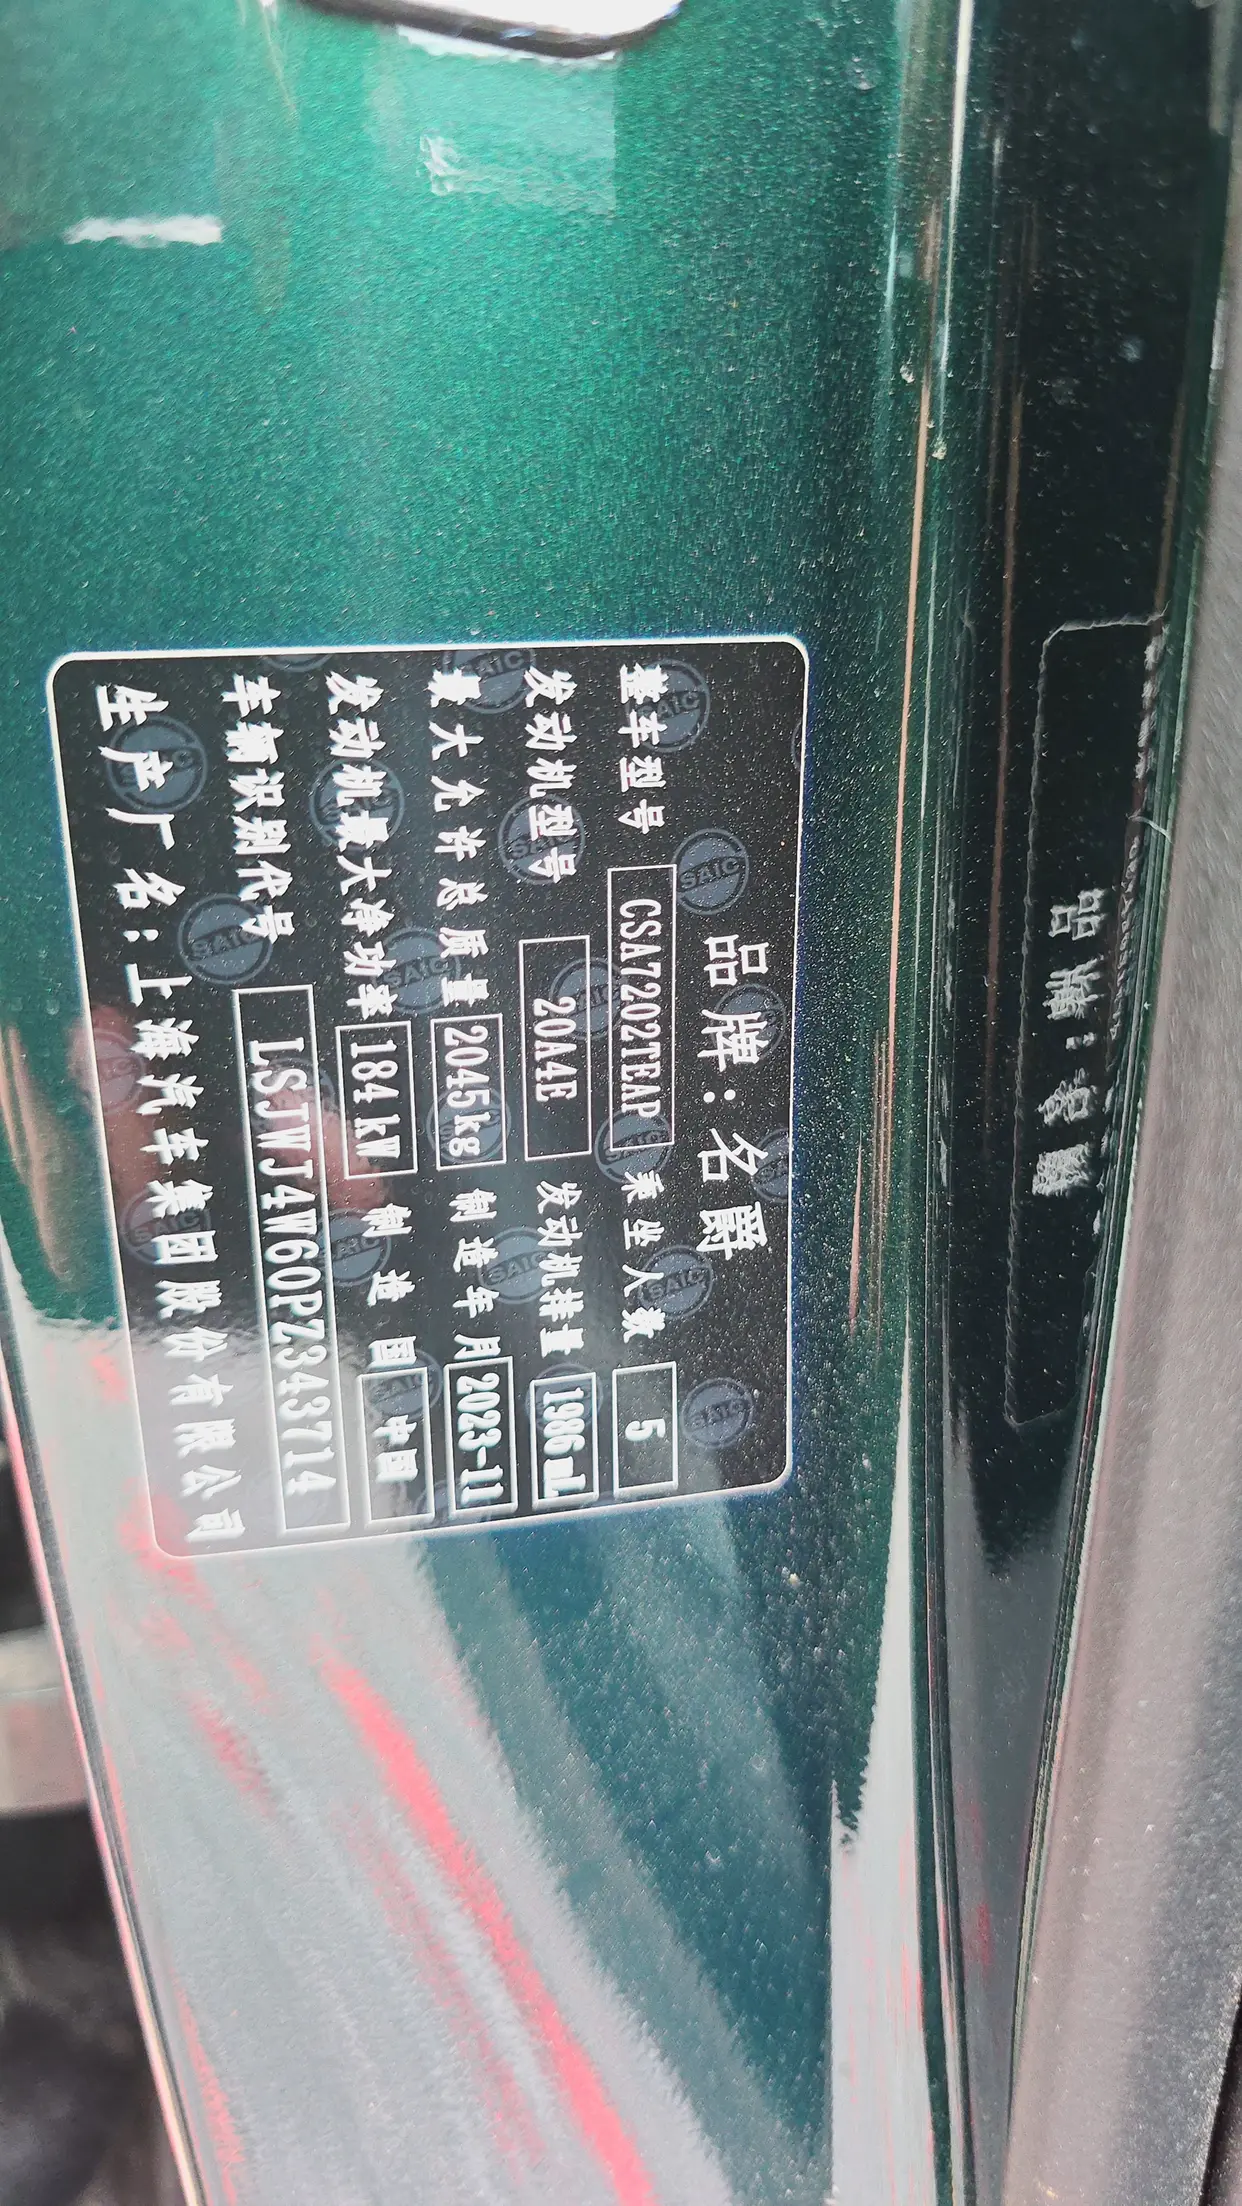 品牌：名爵
整车型号 CSA7202TEAP 乘坐人数 5
发动机型号 20A4E 发动机排量 1986mL
最大允许总质量 2045kg 制造年月 2023-11
发动机最大净功率 184kW 制造国 中国
车辆识别代号 LSJWJ4W60PZ343714
生产厂名：上海汽车集团股份有限公司
SAIC
品牌：名爵